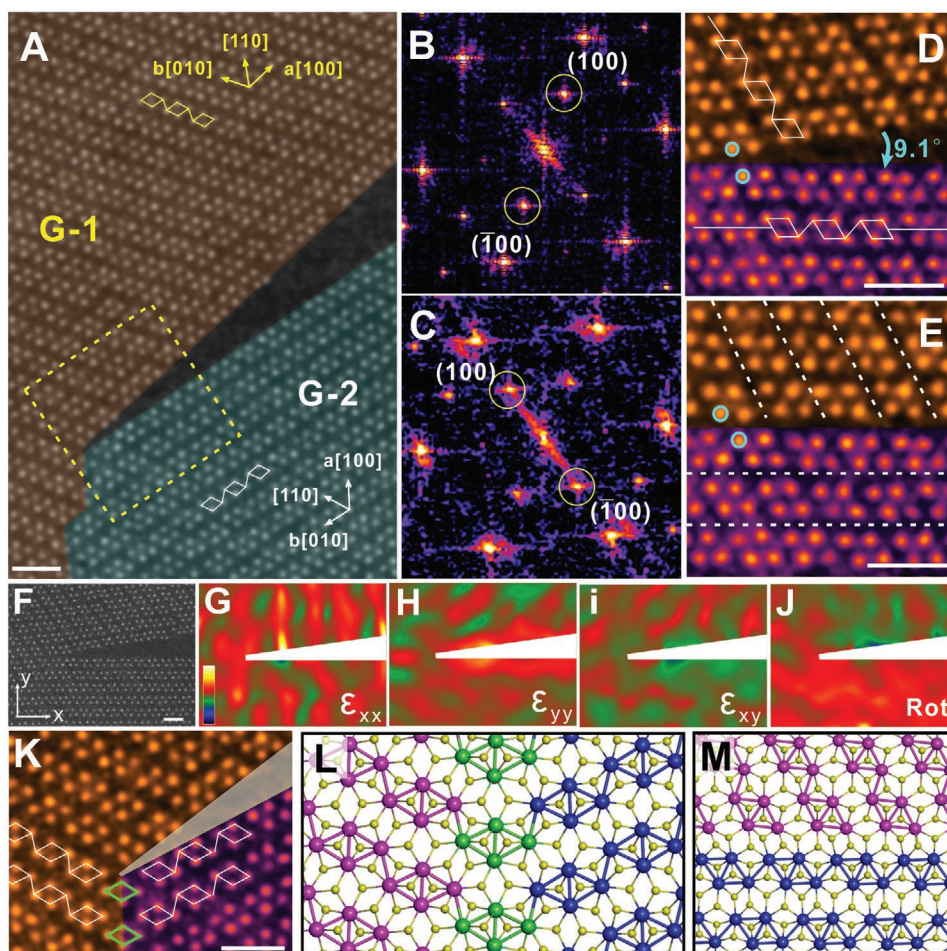 A
[110]
b[010]
a[100]
G-1
G-2
a[100]
[110]
b[010]
B
(100)
(1̅00)
C
(100)
(1̅00)
D
9.1°
E
F
y
x
G
εxx
H
εyy
i
εxy
J
Rot
K
L
M